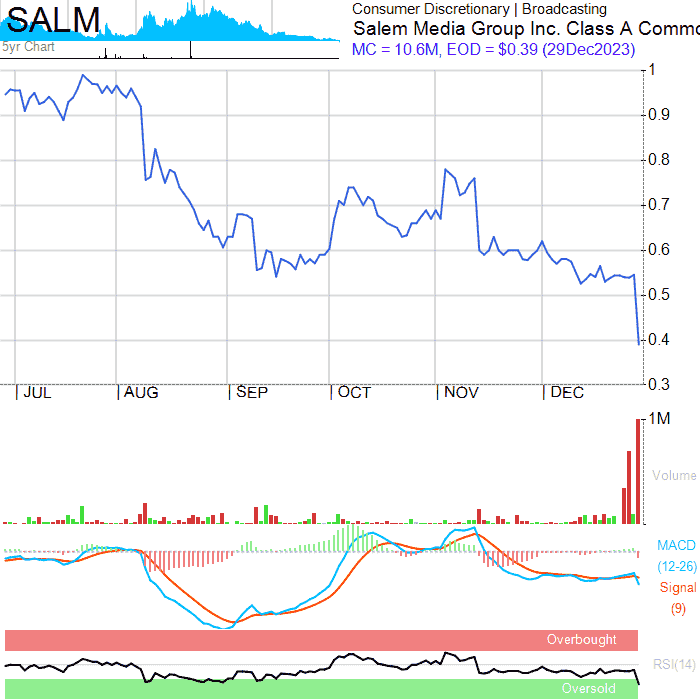 SALM
5yr Chart
Consumer Discretionary | Broadcasting
Salem Media Group Inc. Class A Commo
MC = 10.6M, EOD = $0.39 (29Dec2023)
1
0.9
0.8
0.7
0.6
0.5
0.4
0.3
| JUL | AUG | SEP | OCT | NOV | DEC
1M
Volume
MACD
(12-26)
Signal
(9)
Overbought
RSI(14)
Oversold